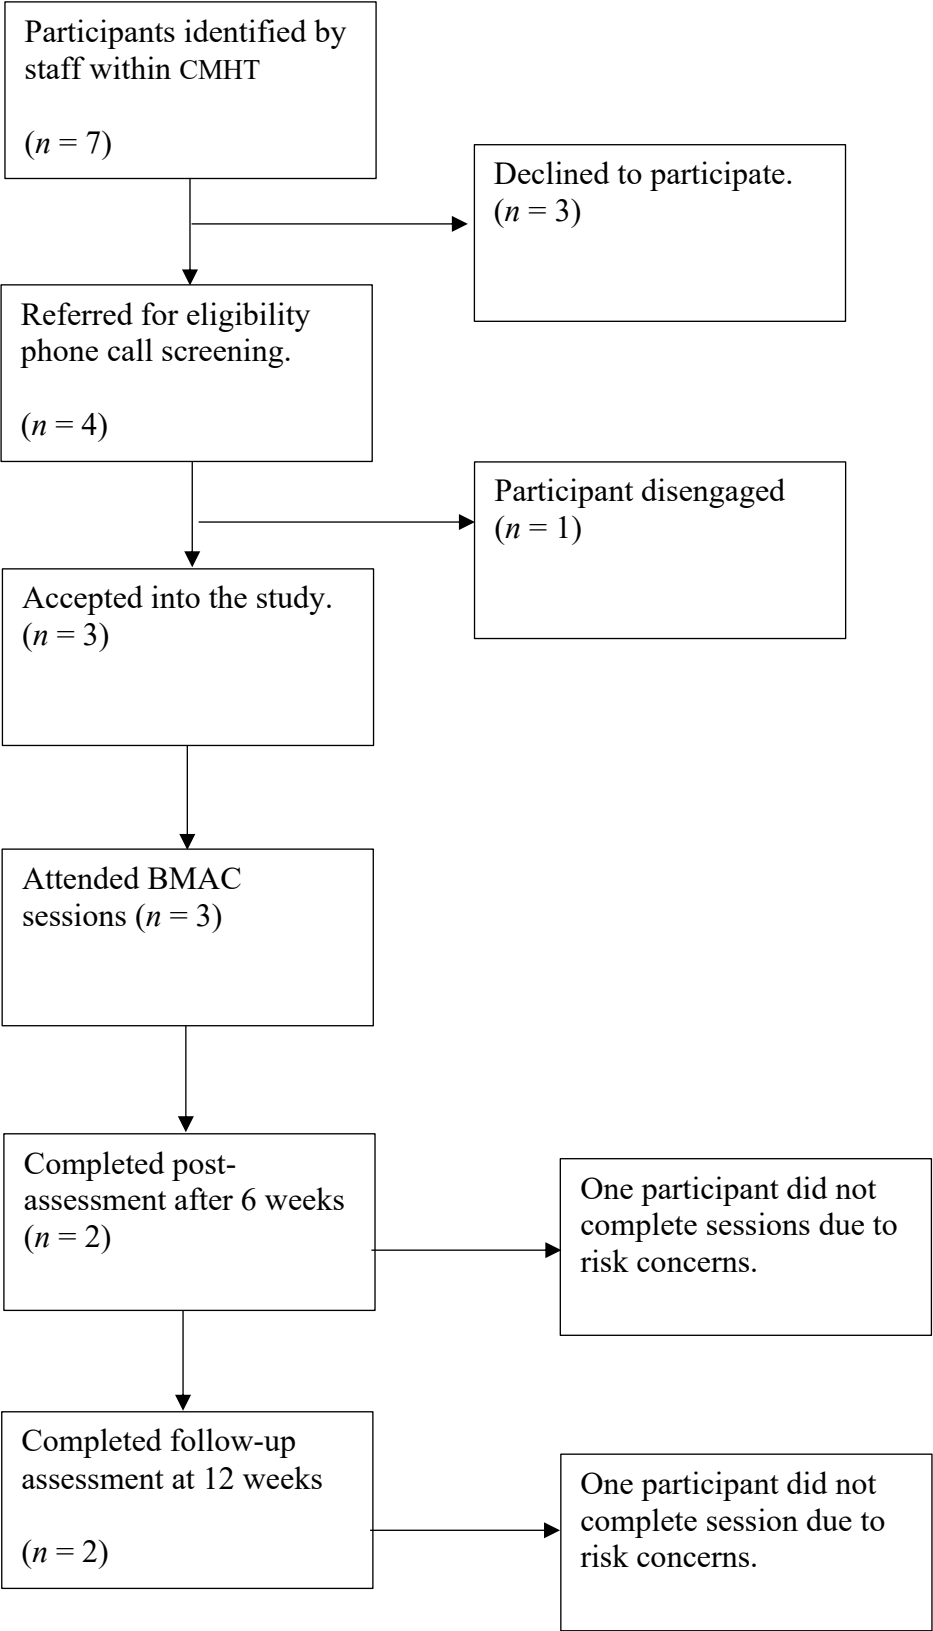 Participants identified by
staff within CMHT
(n = 7)
Declined to participate.
(n = 3)
Referred for eligibility
phone call screening.
(n = 4)
Participant disengaged
(n = 1)
Accepted into the study.
(n = 3)
Attended BMAC
sessions (n = 3)
Completed post-
assessment after 6 weeks
(n = 2)
One participant did not
complete sessions due to
risk concerns.
Completed follow-up
assessment at 12 weeks
(n = 2)
One participant did not
complete session due to
risk concerns.